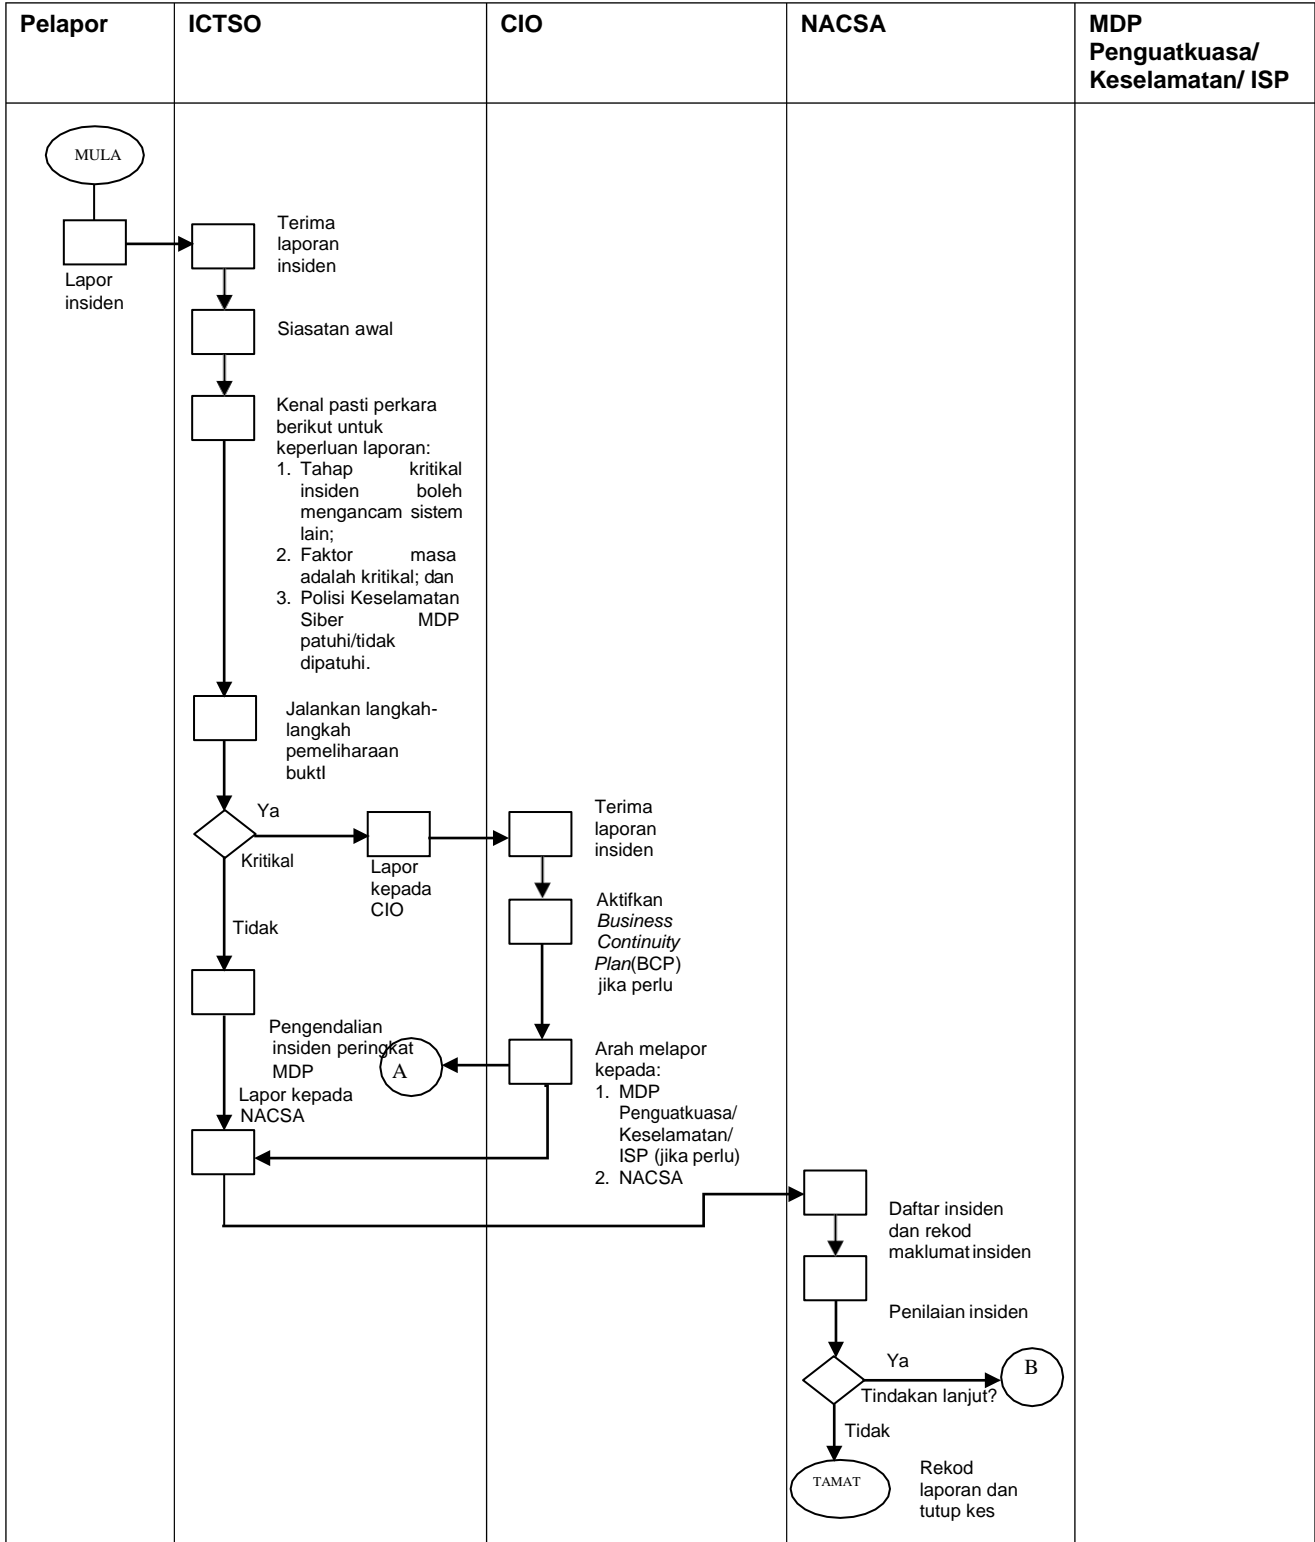 Pelapor
ICTSO
CIO
NACSA
MDP
Penguatkuasa/
Keselamatan/ ISP
MULA
Lapor
insiden
Terima
laporan
insiden
Siasatan awal
Kenal pasti perkara
berikut untuk
keperluan laporan:
1. Tahap kritikal
insiden boleh
mengancam sistem
lain;
2. Faktor masa
adalah kritikal; dan
3. Polisi Keselamatan
Siber MDP
patuhi/tidak
dipatuhi.
Jalankan langkah-
langkah
pemeliharaan
buktI
Ya
Kritikal
Tidak
Lapor
kepada
CIO
Terima
laporan
insiden
Aktifkan
Business
Continuity
Plan(BCP)
jika perlu
Pengendalian
insiden peringkat
MDP
A
Lapor kepada
NACSA
Arah melapor
kepada:
1. MDP
Penguatkuasa/
Keselamatan/
ISP (jika perlu)
2. NACSA
Daftar insiden
dan rekod
maklumat insiden
Penilaian insiden
Ya
Tindakan lanjut?
B
Tidak
TAMAT
Rekod
laporan dan
tutup kes